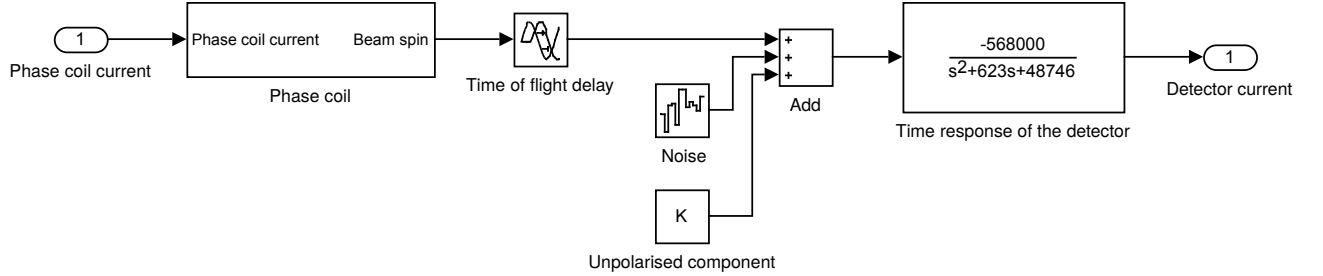 1
Phase coil current
Phase coil current
Beam spin
Phase coil
Time of flight delay
Noise
K
Unpolarised component
+
+
+
Add
-568000
s2+623s+48746
Time response of the detector
1
Detector current